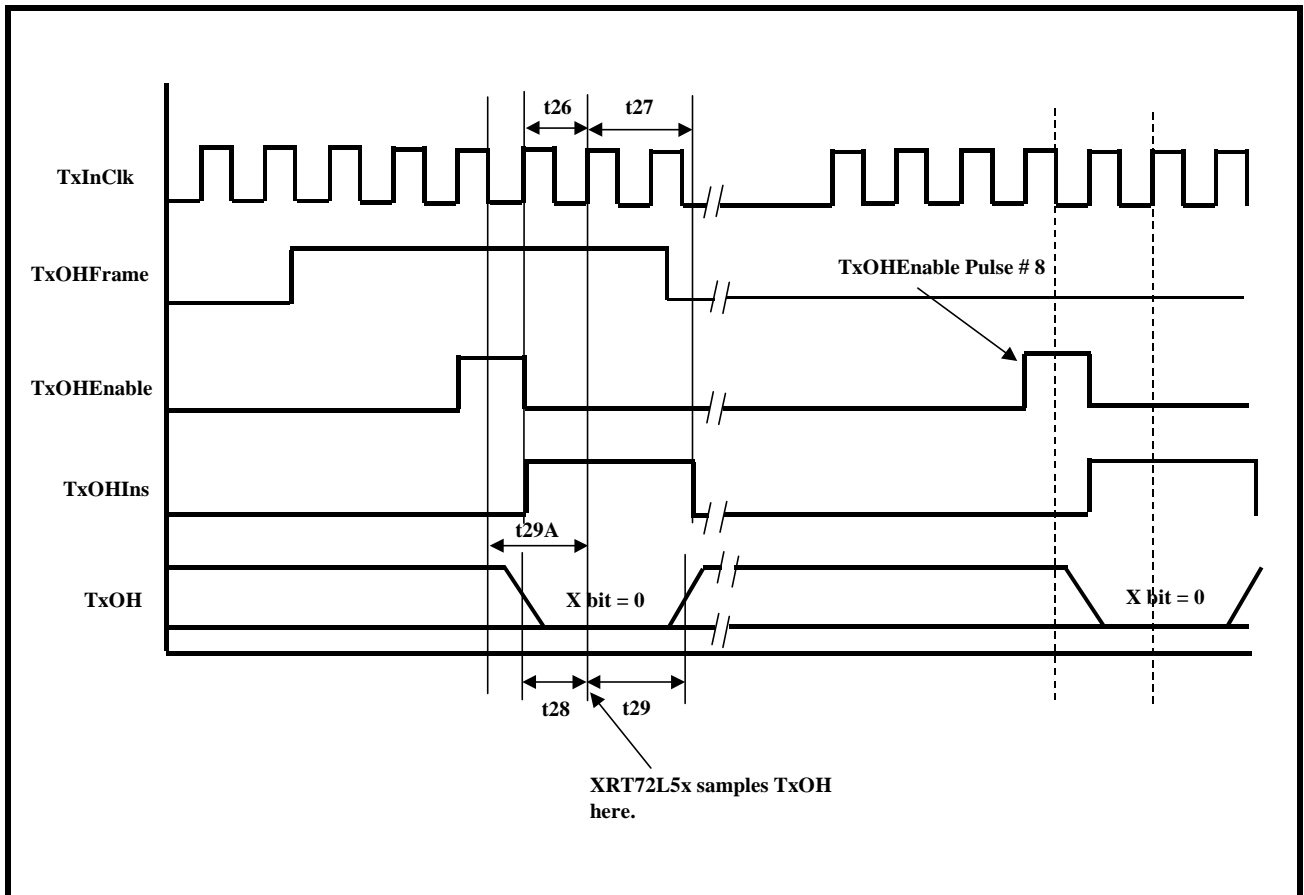 t26
t27
TxInClk
TxOHFrame
TxOHEnable Pulse # 8
TxOHEnable
TxOHIns
t29A
TxOH
X bit = 0
X bit = 0
t28
t29
XRT72L5x samples TxOH
here.